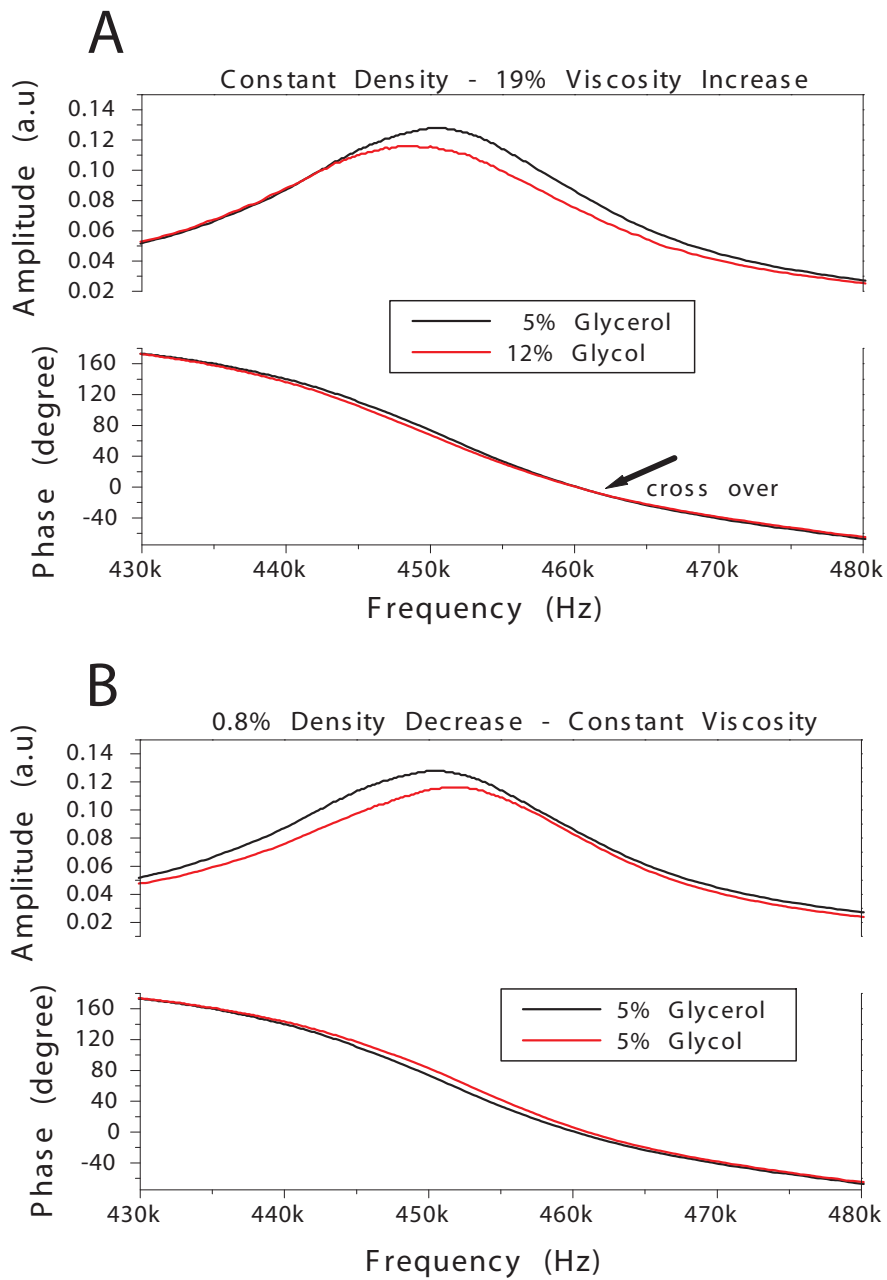 A
Constant Density - 19% Viscosity Increase
Amplitude (a.u)
0.14
0.12
0.10
0.08
0.06
0.04
0.02
5% Glycerol
12% Glycol
Phase (degree)
160
120
80
40
0
-40
cross over
430k 440k 450k 460k 470k 480k
Frequency (Hz)
B
0.8% Density Decrease - Constant Viscosity
Amplitude (a.u)
0.14
0.12
0.10
0.08
0.06
0.04
0.02
5% Glycerol
5% Glycol
Phase (degree)
160
120
80
40
0
-40
430k 440k 450k 460k 470k 480k
Frequency (Hz)